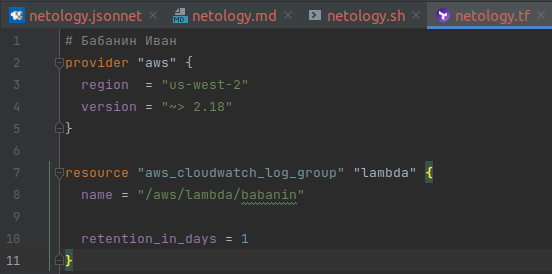 netology.jsonnet netology.md netology.sh netology.tf
1 # Бабанин Иван
2 provider "aws" {
3 region = "us-west-2"
4 version = "~> 2.18"
5 }
6
7 resource "aws_cloudwatch_log_group" "lambda" {
8 name = "/aws/lambda/babanin"
9
10 retention_in_days = 1
11 }